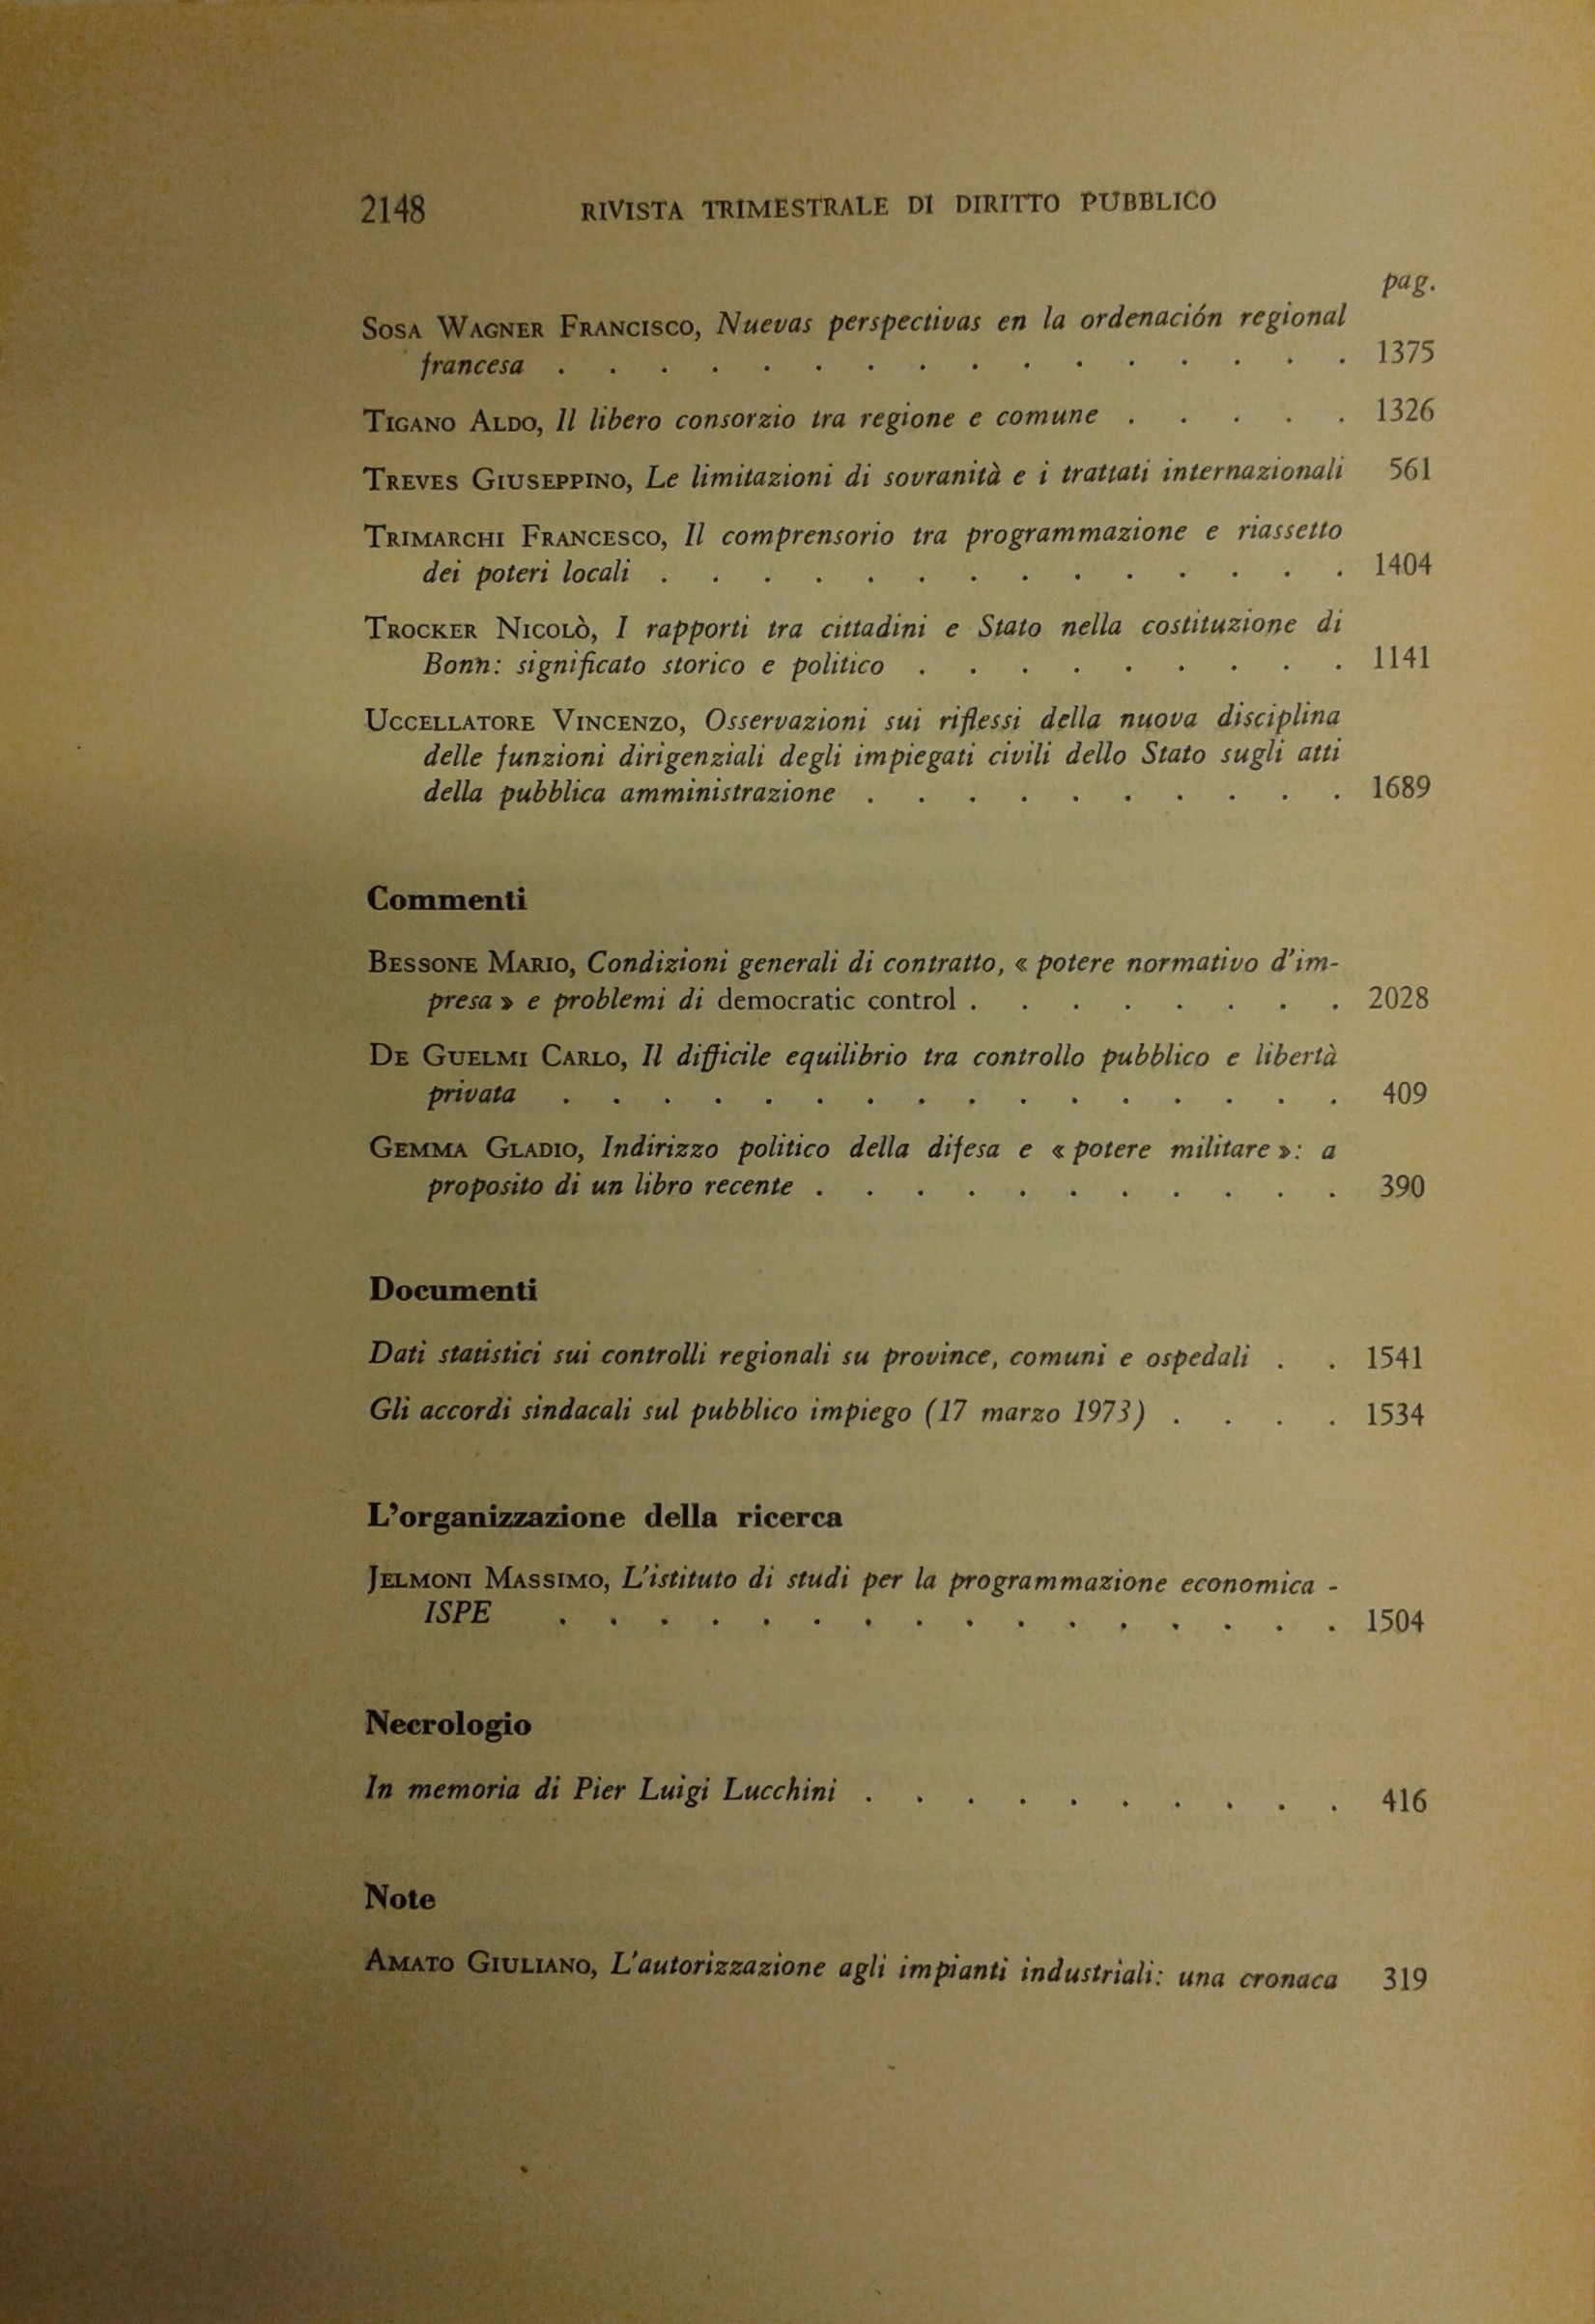 2148 RIVISTA TRIMESTRALE DI DIRITTO PUBBLICO
pag.
SOSA WAGNER FRANCISCO, Nuevas perspectivas en la ordenación regional
francesa . . . . . . . . . . . . . . . . 1375
TIGANO ALDO, Il libero consorzio tra regione e comune . . . . . 1326
TREVES GIUSEPPINO, Le limitazioni di sovranità e i trattati internazionali 561
TRIMARCHI FRANCESCO, Il comprensorio tra programmazione e riassetto
dei poteri locali . . . . . . . . . . . . . . 1404
TROCKER NICOLÒ, I rapporti tra cittadini e Stato nella costituzione di
Bonn: significato storico e politico . . . . . . . . . 1141
UCCELLATORE VINCENZO, Osservazioni sui riflessi della nuova disciplina
delle funzioni dirigenziali degli impiegati civili dello Stato sugli atti
della pubblica amministrazione . . . . . . . . . . 1689
Commenti
BESSONE MARIO, Condizioni generali di contratto, « potere normativo d'im-
presa » e problemi di democratic control . . . . . . . . 2028
DE GUELMI CARLO, Il difficile equilibrio tra controllo pubblico e libertà
privata . . . . . . . . . . . . . . . . 409
GEMMA GLADIO, Indirizzo politico della difesa e « potere militare »: a
proposito di un libro recente . . . . . . . . . . . 390
Documenti
Dati statistici sui controlli regionali su province, comuni e ospedali . . 1541
Gli accordi sindacali sul pubblico impiego (17 marzo 1973) . . . . 1534
L'organizzazione della ricerca
JELMONI MASSIMO, L'istituto di studi per la programmazione economica -
ISPE . . . . . . . . . . . . . . . . 1504
Necrologio
In memoria di Pier Luigi Lucchini . . . . . . . . . . 416
Note
AMATO GIULIANO, L'autorizzazione agli impianti industriali: una cronaca 319